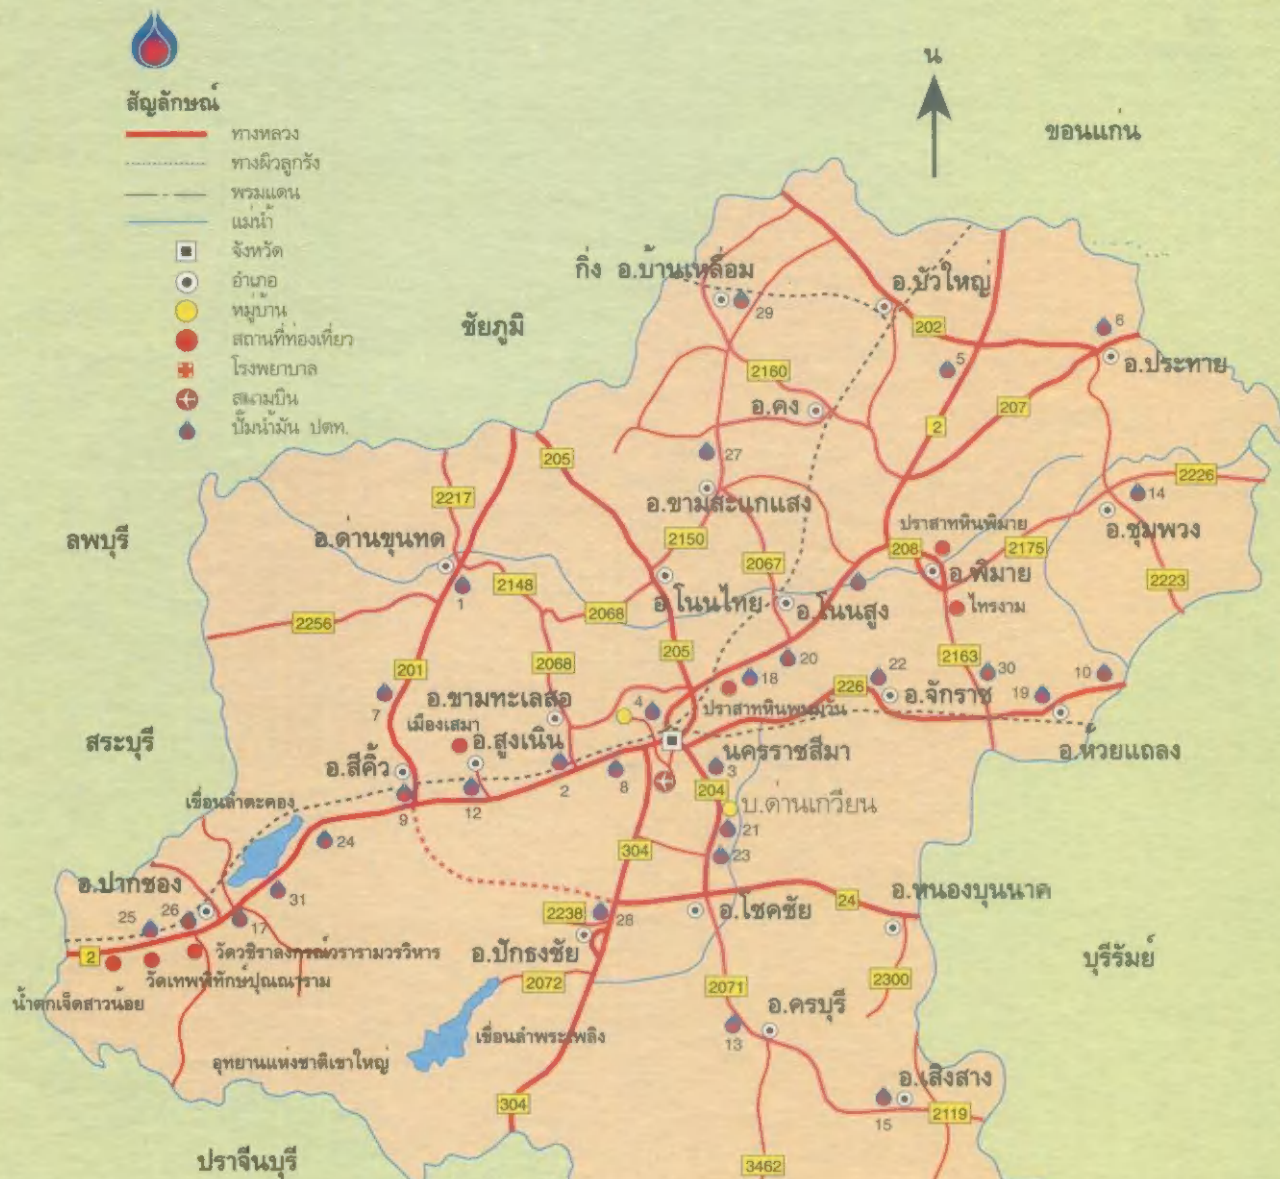 สัญลักษณ์
ทางหลวง
ทางผิวลูกรัง
พรมแดน
แม่น้ำ
จังหวัด
อำเภอ
หมู่บ้าน
สถานที่ท่องเที่ยว
โรงพยาบาล
สนามบิน
ปั๊มน้ำมัน ปตท.
น
ขอนแก่น
กิ่ง อ.บ้านเหลื่อม
29
อ.บัวใหญ่
ชัยภูมิ
202
6
5
อ.ประทาย
2160
อ.คง
207
2
205
27
2226
2217
14
อ.ขามสะแกแสง
ปราสาทหินพิมาย
อ.ชุมพวง
ลพบุรี
อ.ด่านขุนทด
2150
208
2175
2067
อ.พิมาย
2223
1
2148
2068
อ.โนนไทย
อ.โนนสูง
ไทรงาม
2256
205
2163
201
2068
20
22
30
10
18
226
19
7
อ.ขามทะเลสอ
4
อ.จักราช
ปราสาทหินพนมวัน
เมืองเสมา
สระบุรี
อ.สูงเนิน
นครราชสีมา
อ.ห้วยแถลง
อ.สีคิ้ว
3
2
8
204
เขื่อนลำตะคอง
12
9
บ.ด่านเกวียน
21
24
304
23
อ.ปากช่อง
31
อ.หนองบุนนาค
24
25
26
17
2238
28
อ.โชคชัย
2
วัดวชิราลงกรณ์วรารามวรวิหาร
อ.ปักธงชัย
บุรีรัมย์
วัดเทพพิทักษ์ปุณณาราม
2072
2071
2300
น้ำตกเจ็ดสาวน้อย
อ.ครบุรี
เขื่อนลำพระเพลิง
13
อุทยานแห่งชาติเขาใหญ่
อ.เสิงสาง
304
15
2119
ปราจีนบุรี
3462